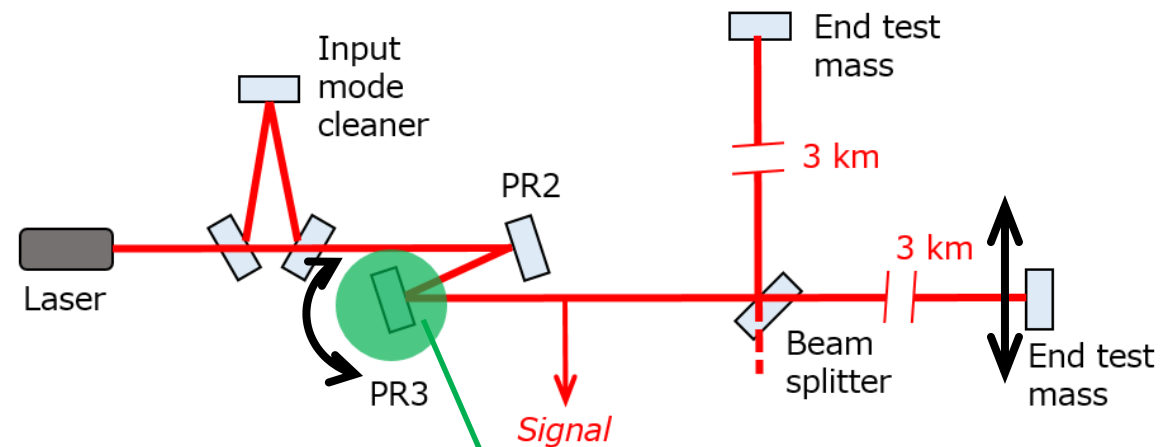 Input
mode
cleaner
End test
mass
3 km
PR2
3 km
Laser
PR3
Beam
splitter
End test
mass
Signal